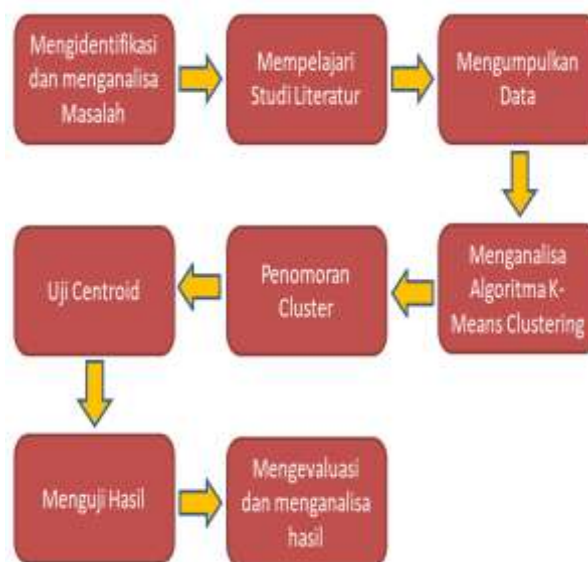 Mengidentifikasi
dan menganalisa
Masalah
Mempelajari
Studi Literatur
Mengumpulkan
Data
Menganalisa
Algoritma K-
Means Clustering
Penomoran
Cluster
Uji Centroid
Menguji Hasil
Mengevaluasi
dan menganalisa
hasil